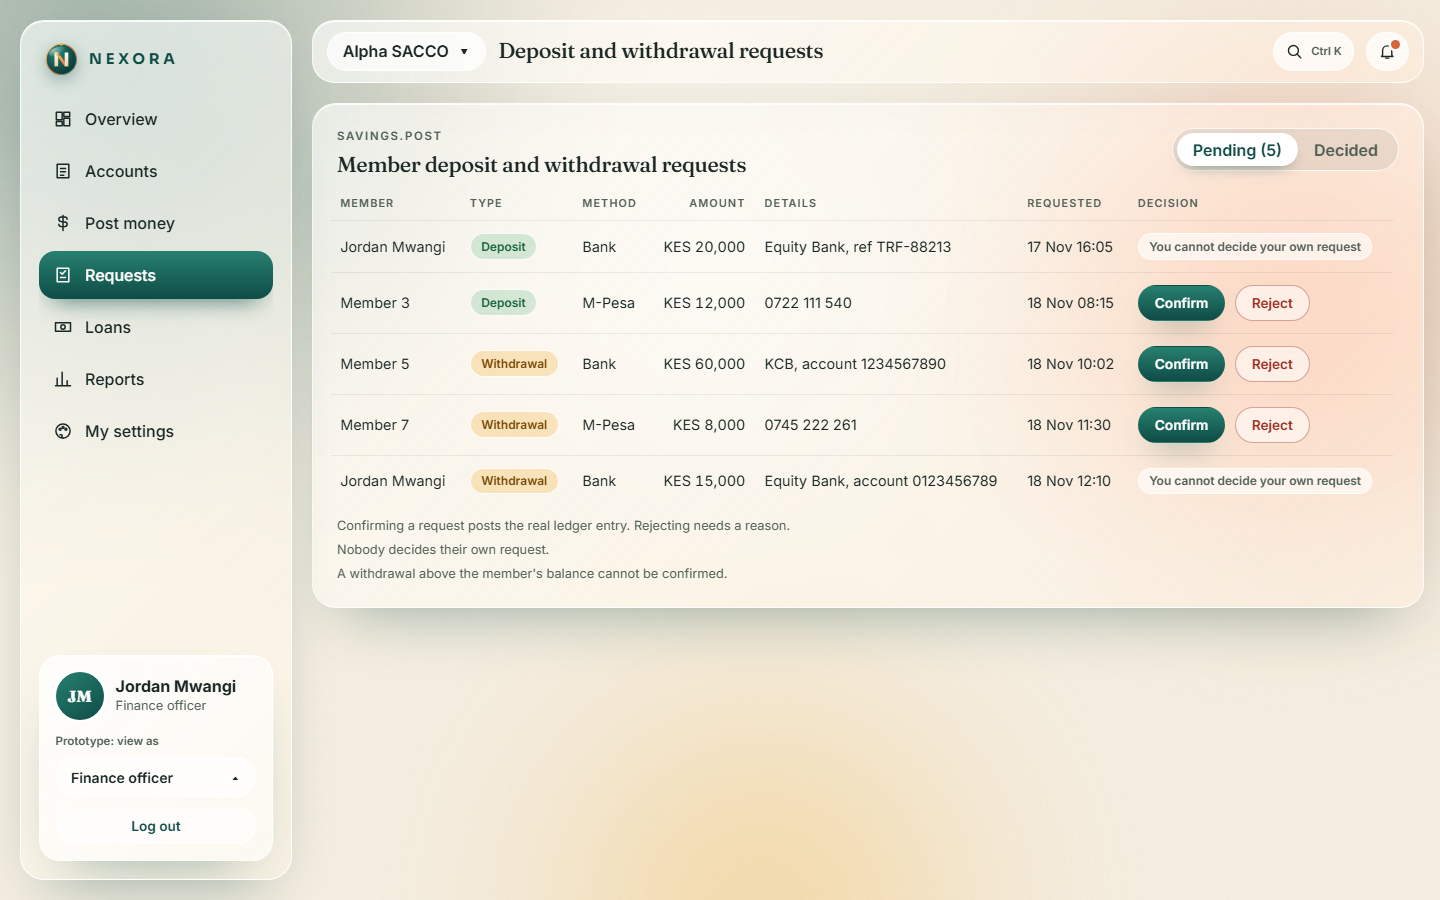 NEXORA
Overview
Accounts
Post money
Requests
Loans
Reports
My settings
JM
Jordan Mwangi
Finance officer
Prototype: view as
Finance officer
Log out
Alpha SACCO
Deposit and withdrawal requests
Ctrl K
SAVINGS.POST
Member deposit and withdrawal requests
Pending (5) Decided
MEMBER TYPE METHOD AMOUNT DETAILS REQUESTED DECISION
Jordan Mwangi Deposit Bank KES 20,000 Equity Bank, ref TRF-88213 17 Nov 16:05 You cannot decide your own request
Member 3 Deposit M-Pesa KES 12,000 0722 111 540 18 Nov 08:15 Confirm Reject
Member 5 Withdrawal Bank KES 60,000 KCB, account 1234567890 18 Nov 10:02 Confirm Reject
Member 7 Withdrawal M-Pesa KES 8,000 0745 222 261 18 Nov 11:30 Confirm Reject
Jordan Mwangi Withdrawal Bank KES 15,000 Equity Bank, account 0123456789 18 Nov 12:10 You cannot decide your own request
Confirming a request posts the real ledger entry. Rejecting needs a reason.
Nobody decides their own request.
A withdrawal above the member's balance cannot be confirmed.